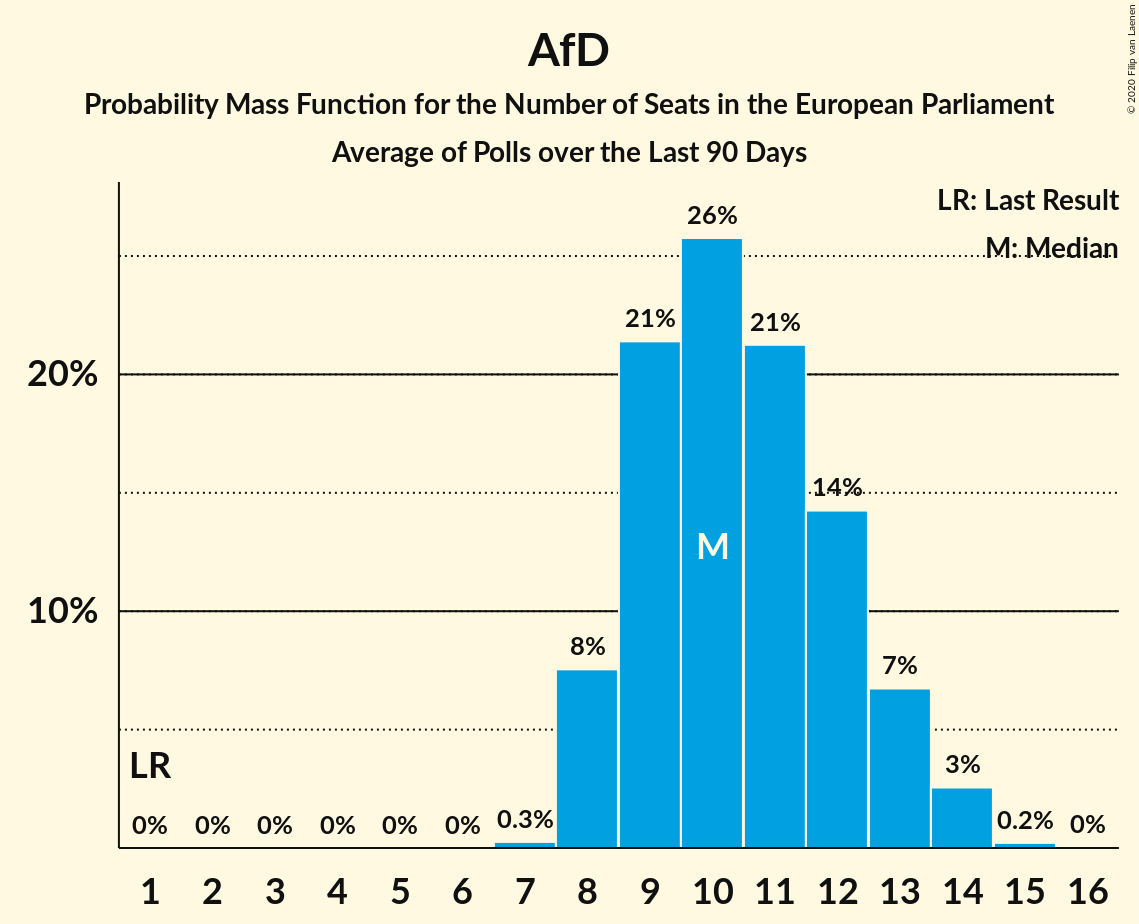 AfD
Probability Mass Function for the Number of Seats in the European Parliament
Average of Polls over the Last 90 Days
© 2020 Filip van Laenen
LR: Last Result
M: Median
26%
21%
21%
20%
14%
M
10%
8%
7%
LR
3%
0%
0%
0%
0%
0%
0%
0.3%
0.2%
0%
1 2 3 4 5 6 7 8 9 10 11 12 13 14 15 16